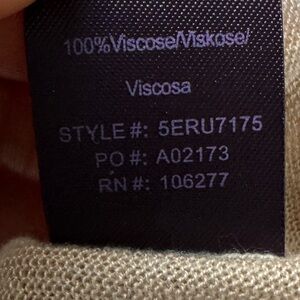 100%Viscose/Viskose/
Viscosa
STYLE#: 5ERU7175
PO#: A02173
RN#: 106277